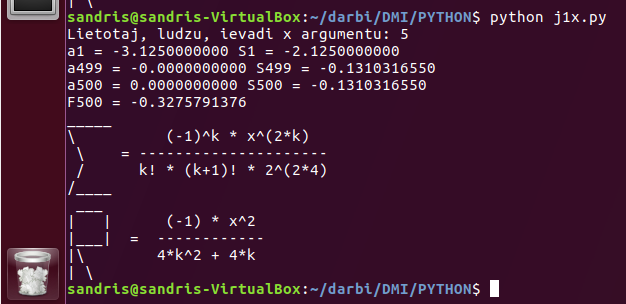 sandris@sandris-VirtualBox:~/darbi/DMI/PYTHON$ python j1x.py
Lietotaj, ludzu, ievadi x argumentu: 5
a1 = -3.1250000000 S1 = -2.1250000000
a499 = -0.0000000000 S499 = -0.1310316550
a500 = 0.0000000000 S500 = -0.1310316550
F500 = -0.3275791376
_____
\          (-1)^k * x^(2*k)
 \    = ----------------------
 /      k! * (k+1)! * 2^(2*4)
/____
 ___
|   |      (-1) * x^2
|___|  =  ------------
|\        4*k^2 + 4*k
| \
sandris@sandris-VirtualBox:~/darbi/DMI/PYTHON$